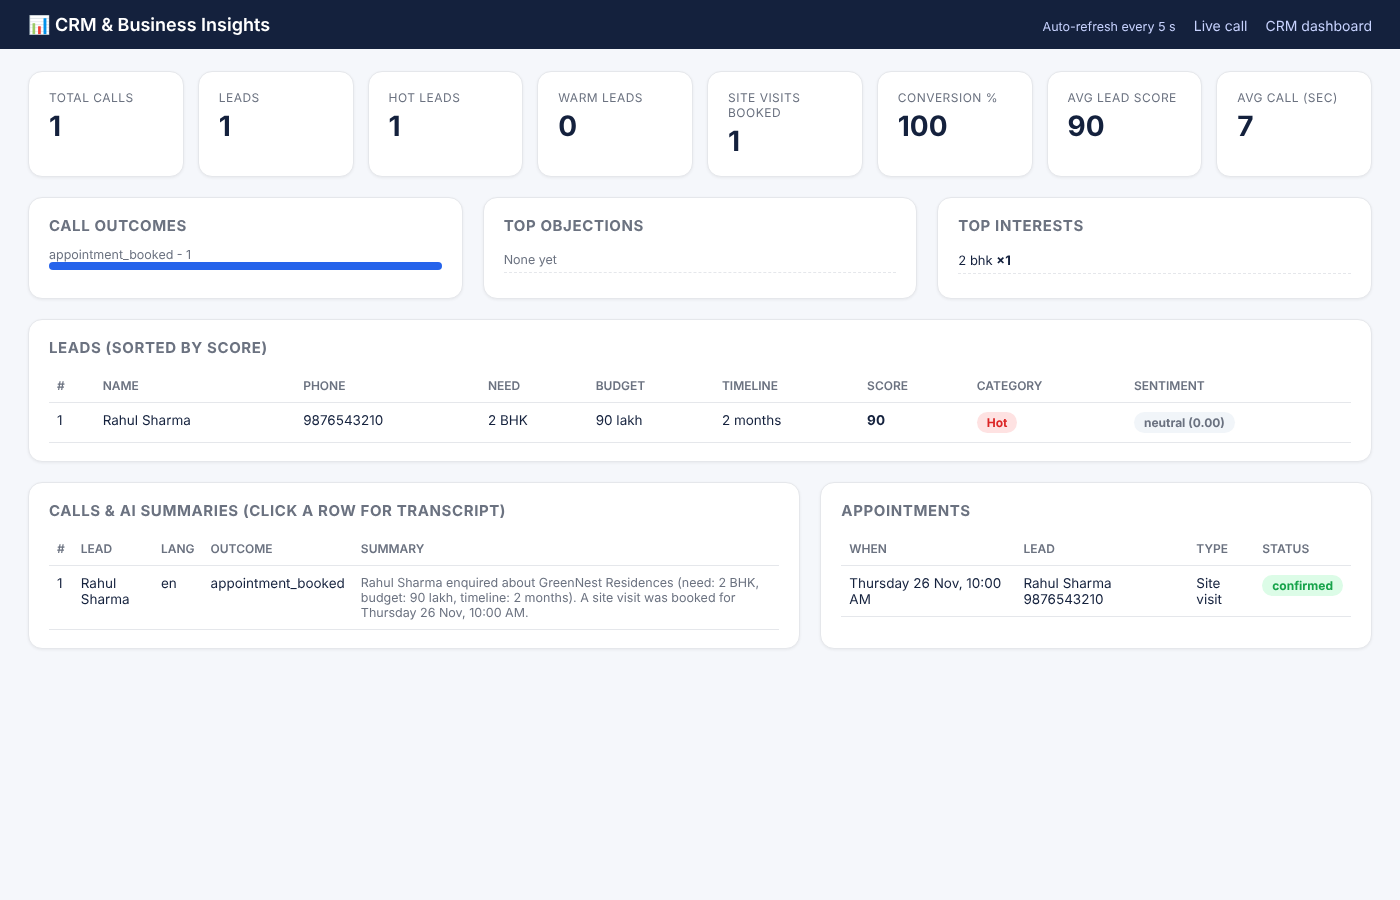 📊 CRM & Business Insights
Auto-refresh every 5 s Live call CRM dashboard
TOTAL CALLS
1
LEADS
1
HOT LEADS
1
WARM LEADS
0
SITE VISITS
BOOKED
1
CONVERSION %
100
AVG LEAD SCORE
90
AVG CALL (SEC)
7
CALL OUTCOMES
appointment_booked - 1
TOP OBJECTIONS
None yet
TOP INTERESTS
2 bhk ×1
LEADS (SORTED BY SCORE)
# NAME PHONE NEED BUDGET TIMELINE SCORE CATEGORY SENTIMENT
1 Rahul Sharma 9876543210 2 BHK 90 lakh 2 months 90 Hot neutral (0.00)
CALLS & AI SUMMARIES (CLICK A ROW FOR TRANSCRIPT)
# LEAD LANG OUTCOME SUMMARY
1 Rahul en appointment_booked Rahul Sharma enquired about GreenNest Residences (need: 2 BHK,
Sharma budget: 90 lakh, timeline: 2 months). A site visit was booked for
Thursday 26 Nov, 10:00 AM.
APPOINTMENTS
WHEN LEAD TYPE STATUS
Thursday 26 Nov, 10:00 Rahul Sharma Site confirmed
AM 9876543210 visit